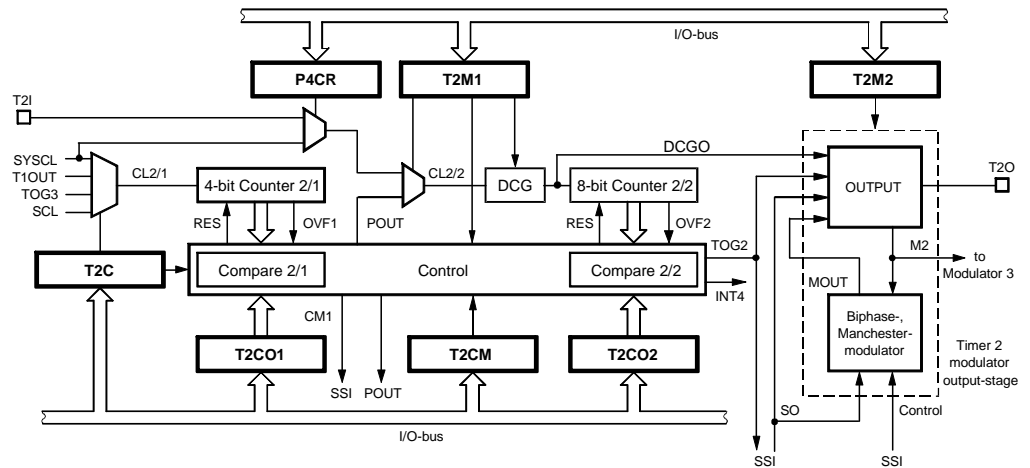 I/O-bus
P4CR
T2M1
T2M2
T2I
DCGO
SYSCL
T1OUT
TOG3
SCL
CL2/1
4-bit Counter 2/1
CL2/2
DCG
8-bit Counter 2/2
OUTPUT
T2O
RES
OVF1
POUT
RES
OVF2
TOG2
M2
to
Modulator 3
T2C
Compare 2/1
Control
Compare 2/2
INT4
MOUT
CM1
Biphase-,
Manchester-
modulator
T2CO1
T2CM
T2CO2
Timer 2
modulator
output-stage
SSI
POUT
SO
Control
I/O-bus
SSI
SSI
SSI